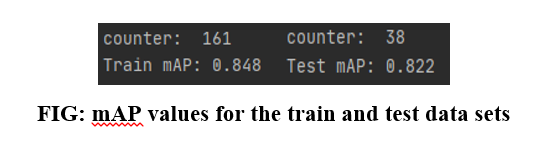 counter: 161 counter: 38
Train mAP: 0.848 Test mAP: 0.822
FIG: mAP values for the train and test data sets